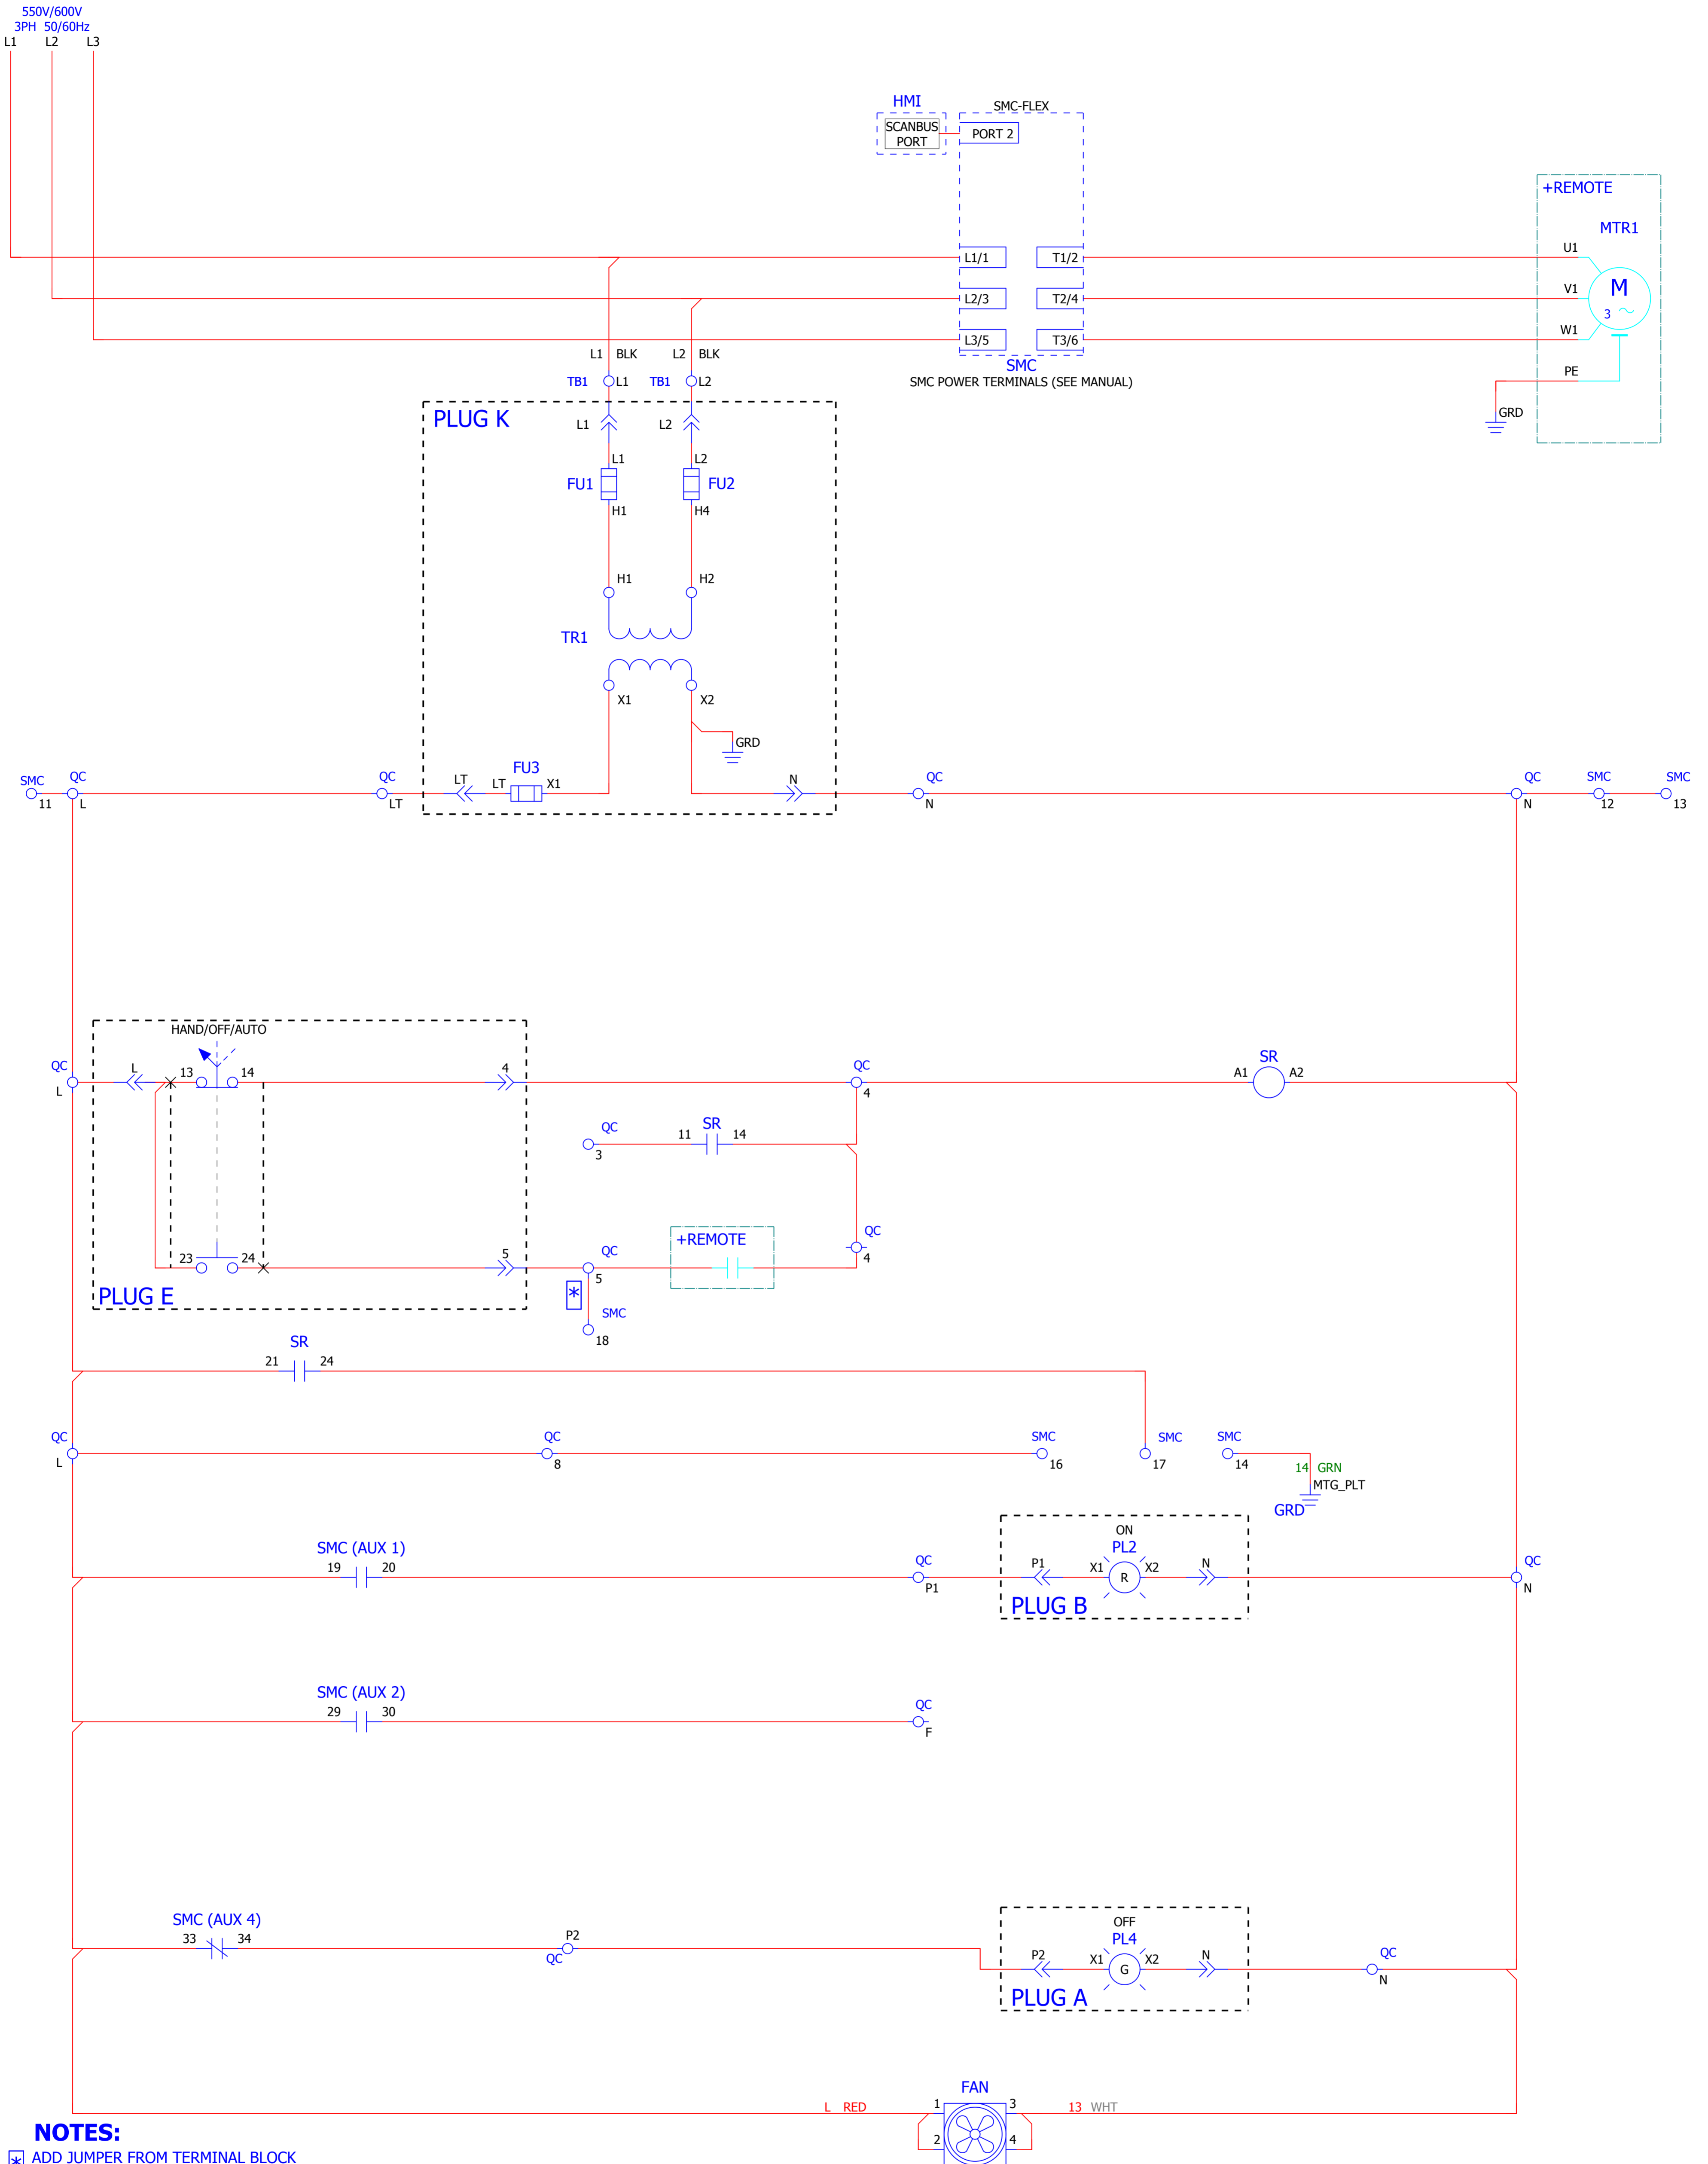 550V/600V
3PH 50/60Hz
L1 L2 L3
HMI
SCANBUS
PORT
SMC-FLEX
PORT 2
+REMOTE
MTR1
L1/1 T1/2 U1
L2/3 T2/4 V1
M
3
L3/5 T3/6 W1
SMC
SMC POWER TERMINALS (SEE MANUAL)
PE
GRD
L1 BLK L2 BLK
TB1 L1 TB1 L2
PLUG K
L1 L2
L1 L2
FU1 FU2
H1 H4
H1 H2
TR1
X1 X2
GRD
SMC QC QC LT LT FU3 X1 N QC QC SMC SMC
11 L LT N N 12 13
HAND/OFF/AUTO
QC L 13 14 4 QC SR
L 4 A1 A2
QC SR
3 11 14
QC
4
+REMOTE
23 24 5 QC
5
PLUG E
*
SMC
18
SR
21 24
QC QC SMC SMC SMC
L 8 16 17 14
14 GRN
MTG_PLT
GRD
ON
SMC (AUX 1) PL2
19 20 QC P1 X1 X2 N QC
P1 R N
PLUG B
SMC (AUX 2)
29 30 QC
F
OFF
SMC (AUX 4) PL4
33 34 P2
QC
P2 X1 X2 N QC
G N
PLUG A
FAN
L RED 1 3 13 WHT
2 4
NOTES:
* ADD JUMPER FROM TERMINAL BLOCK